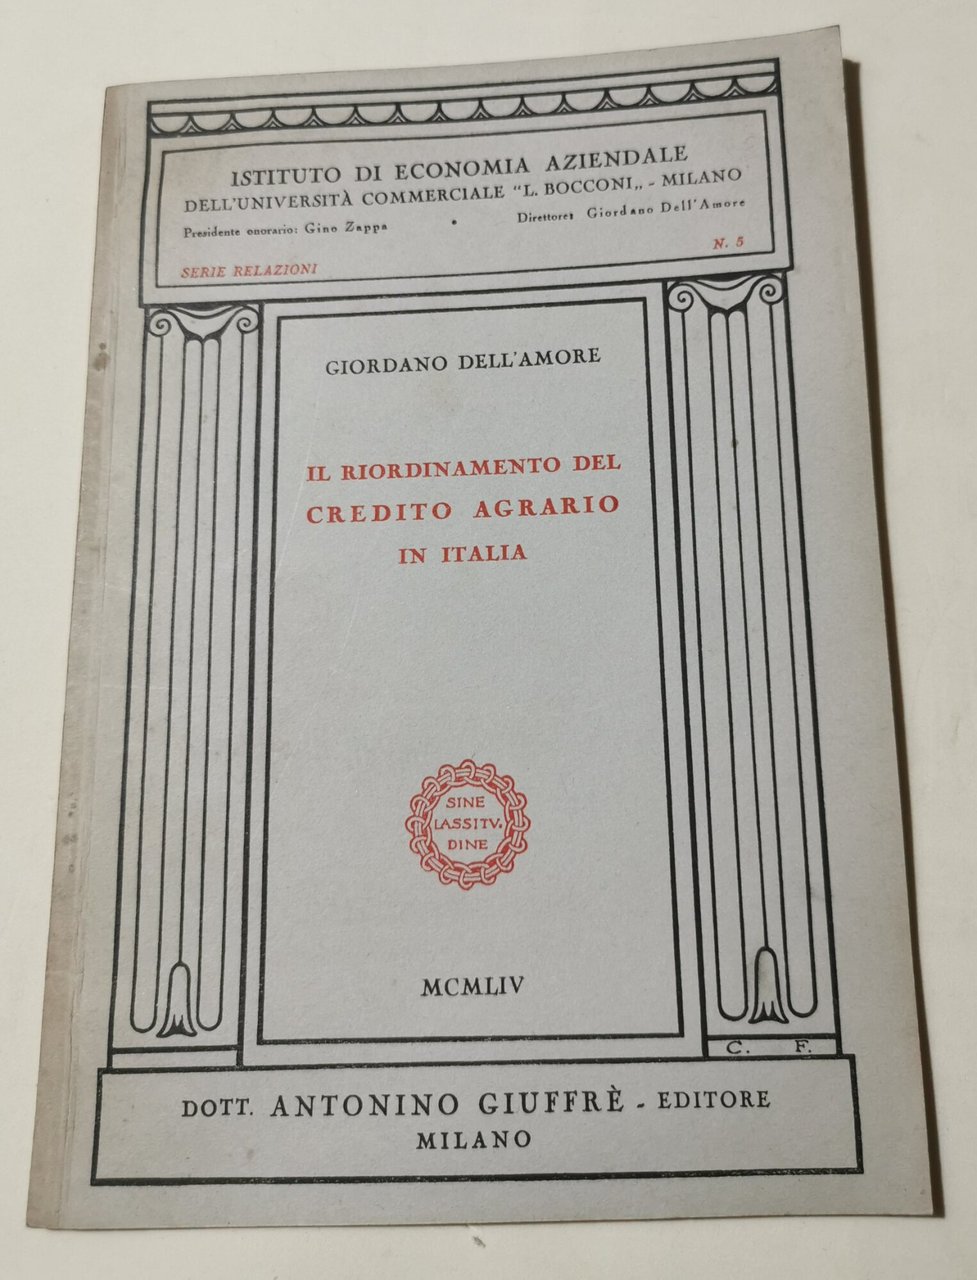 ISTITUTO DI ECONOMIA AZIENDALE
DELL'UNIVERSITÀ COMMERCIALE "L. BOCCONI„ - MILANO
Presidente onorario: Gino Zappa • Direttore: Giordano Dell'Amore
SERIE RELAZIONI N. 5
GIORDANO DELL'AMORE
IL RIORDINAMENTO DEL
CREDITO AGRARIO
IN ITALIA
SINE
LASSITV.
DINE
MCMLIV
C. F.
DOTT. ANTONINO GIUFFRÈ - EDITORE
MILANO